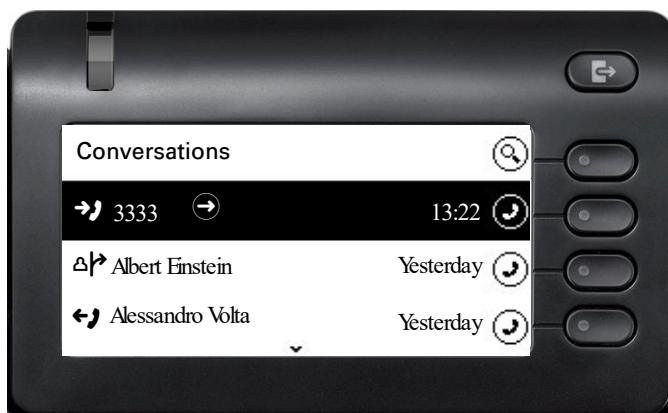 Conversations
3333 13:22
Albert Einstein Yesterday
Alessandro Volta Yesterday